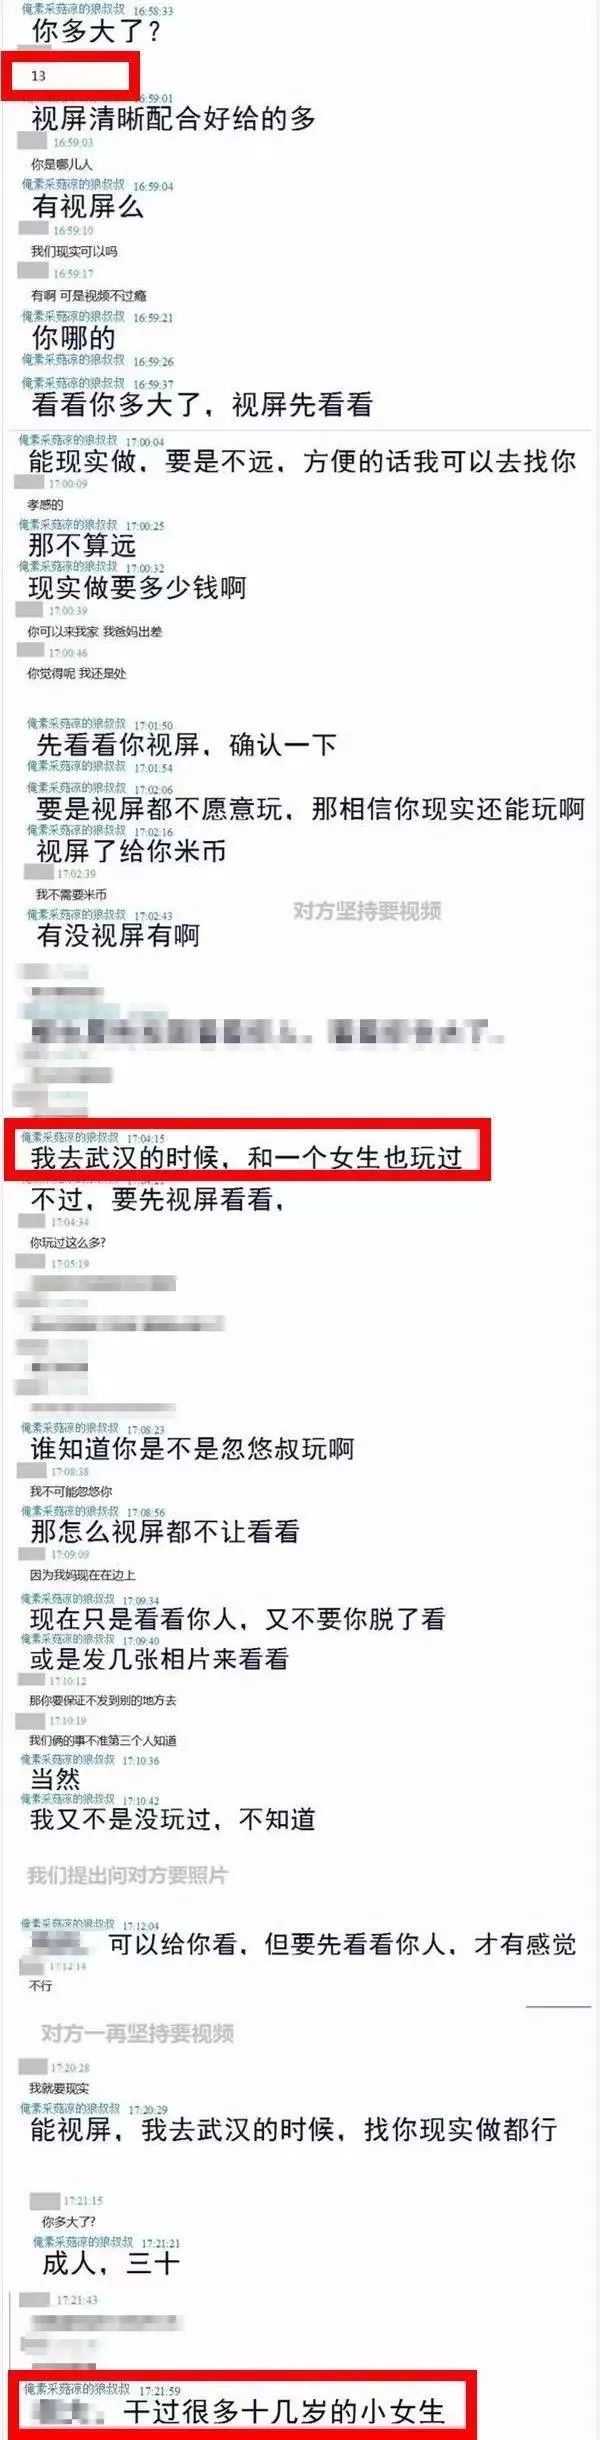 俺素采菇凉的狼叔叔 16:58:33
你多大了?
13
16:59:01
视屏清晰配合好给的多
16:59:03
你是哪儿人
俺素采菇凉的狼叔叔 16:59:04
有视屏么
16:59:10
我们现实可以吗
16:59:17
有啊 可是视频不过瘾
俺素采菇凉的狼叔叔 16:59:21
你哪的
俺素采菇凉的狼叔叔 16:59:26
俺素采菇凉的狼叔叔 16:59:37
看看你多大了，视屏先看看
俺素采菇凉的狼叔叔 17:00:04
能现实做，要是不远，方便的话我可以去找你
17:00:09
孝感的
俺素采菇凉的狼叔叔 17:00:25
那不算远
俺素采菇凉的狼叔叔 17:00:32
现实做要多少钱啊
17:00:39
你可以来我家 我爸妈出差
17:00:46
你觉得呢 我还是处
俺素采菇凉的狼叔叔 17:01:50
先看看你视屏，确认一下
俺素采菇凉的狼叔叔 17:01:54
俺素采菇凉的狼叔叔 17:02:06
要是视屏都不愿意玩，那相信你现实还能玩啊
俺素采菇凉的狼叔叔 17:02:16
视屏了给你米币
17:02:39
我不需要米币
对方坚持要视频
俺素采菇凉的狼叔叔 17:02:43
有没视屏有啊
俺素采菇凉的狼叔叔 17:04:15
我去武汉的时候，和一个女生也玩过
不过，要先视屏看看，
17:04:34
你玩过这么多?
17:05:19
俺素采菇凉的狼叔叔 17:08:23
谁知道你是不是忽悠叔玩啊
17:08:38
我不可能忽悠你
俺素采菇凉的狼叔叔 17:08:56
那怎么视屏都不让看看
17:09:09
因为我妈现在在边上
俺素采菇凉的狼叔叔 17:09:34
现在只是看看你人，又不要你脱了看
俺素采菇凉的狼叔叔 17:09:40
或是发几张相片来看看
17:10:12
那你要保证不发到别的地方去
17:10:19
我们俩的事不准第三个人知道
俺素采菇凉的狼叔叔 17:10:36
当然
俺素采菇凉的狼叔叔 17:10:42
我又不是没玩过，不知道
我们提出问对方要照片
俺素采菇凉的狼叔叔 17:12:04
可以给你看，但要先看看你人，才有感觉
17:12:14
不行
对方一再坚持要视频
17:20:28
我就要现实
俺素采菇凉的狼叔叔 17:20:29
能视屏，我去武汉的时候，找你现实做都行
17:21:15
你多大了?
俺素采菇凉的狼叔叔 17:21:21
成人，三十
17:21:43
俺素采菇凉的狼叔叔 17:21:59
干过很多十几岁的小女生